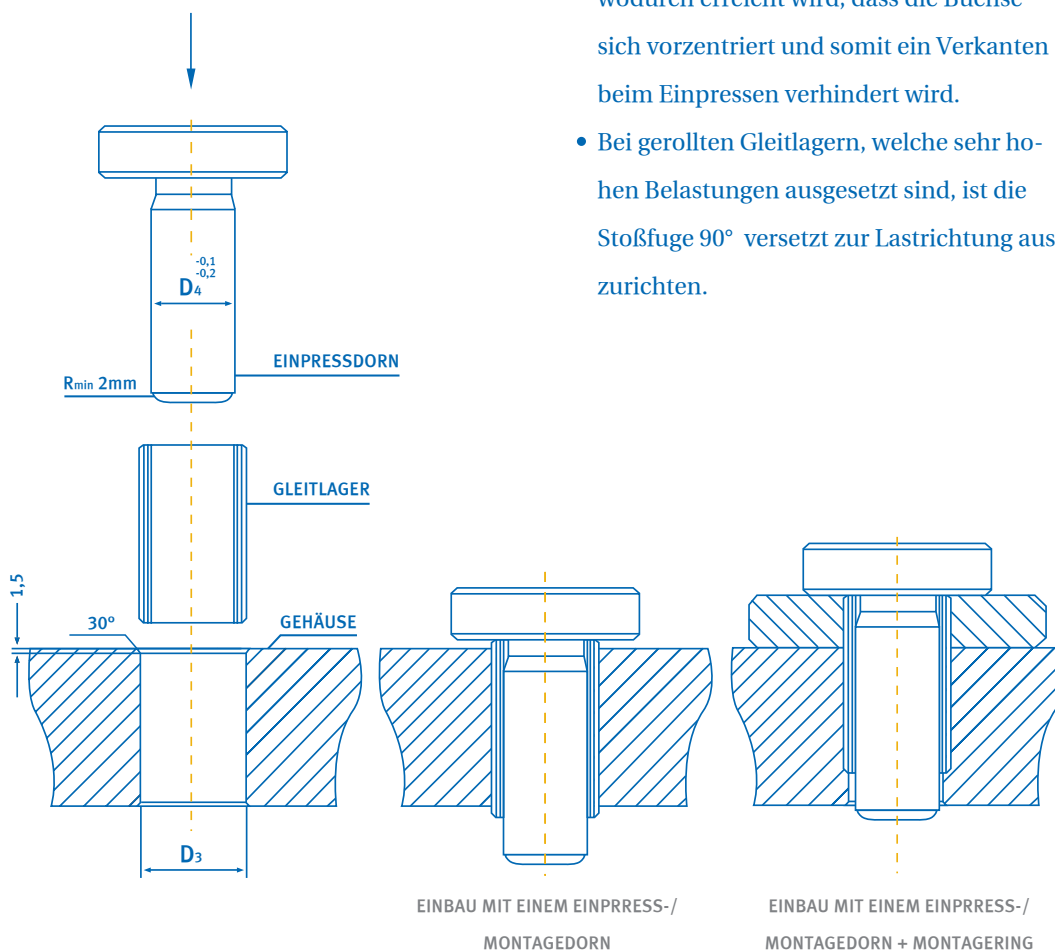 sich vorzentriert und somit ein Verkanten
beim Einpressen verhindert wird.
• Bei gerollten Gleitlagern, welche sehr ho-
hen Belastungen ausgesetzt sind, ist die
Stoßfuge 90° versetzt zur Lastrichtung aus
zurichten.
-0,1
-0,2
D4
EINPRESSDORN
Rmin 2mm
GLEITLAGER
1,5
30°
GEHÄUSE
D3
EINBAU MIT EINEM EINPRRESS-/
MONTAGEDORN
EINBAU MIT EINEM EINPRRESS-/
MONTAGEDORN + MONTAGERING